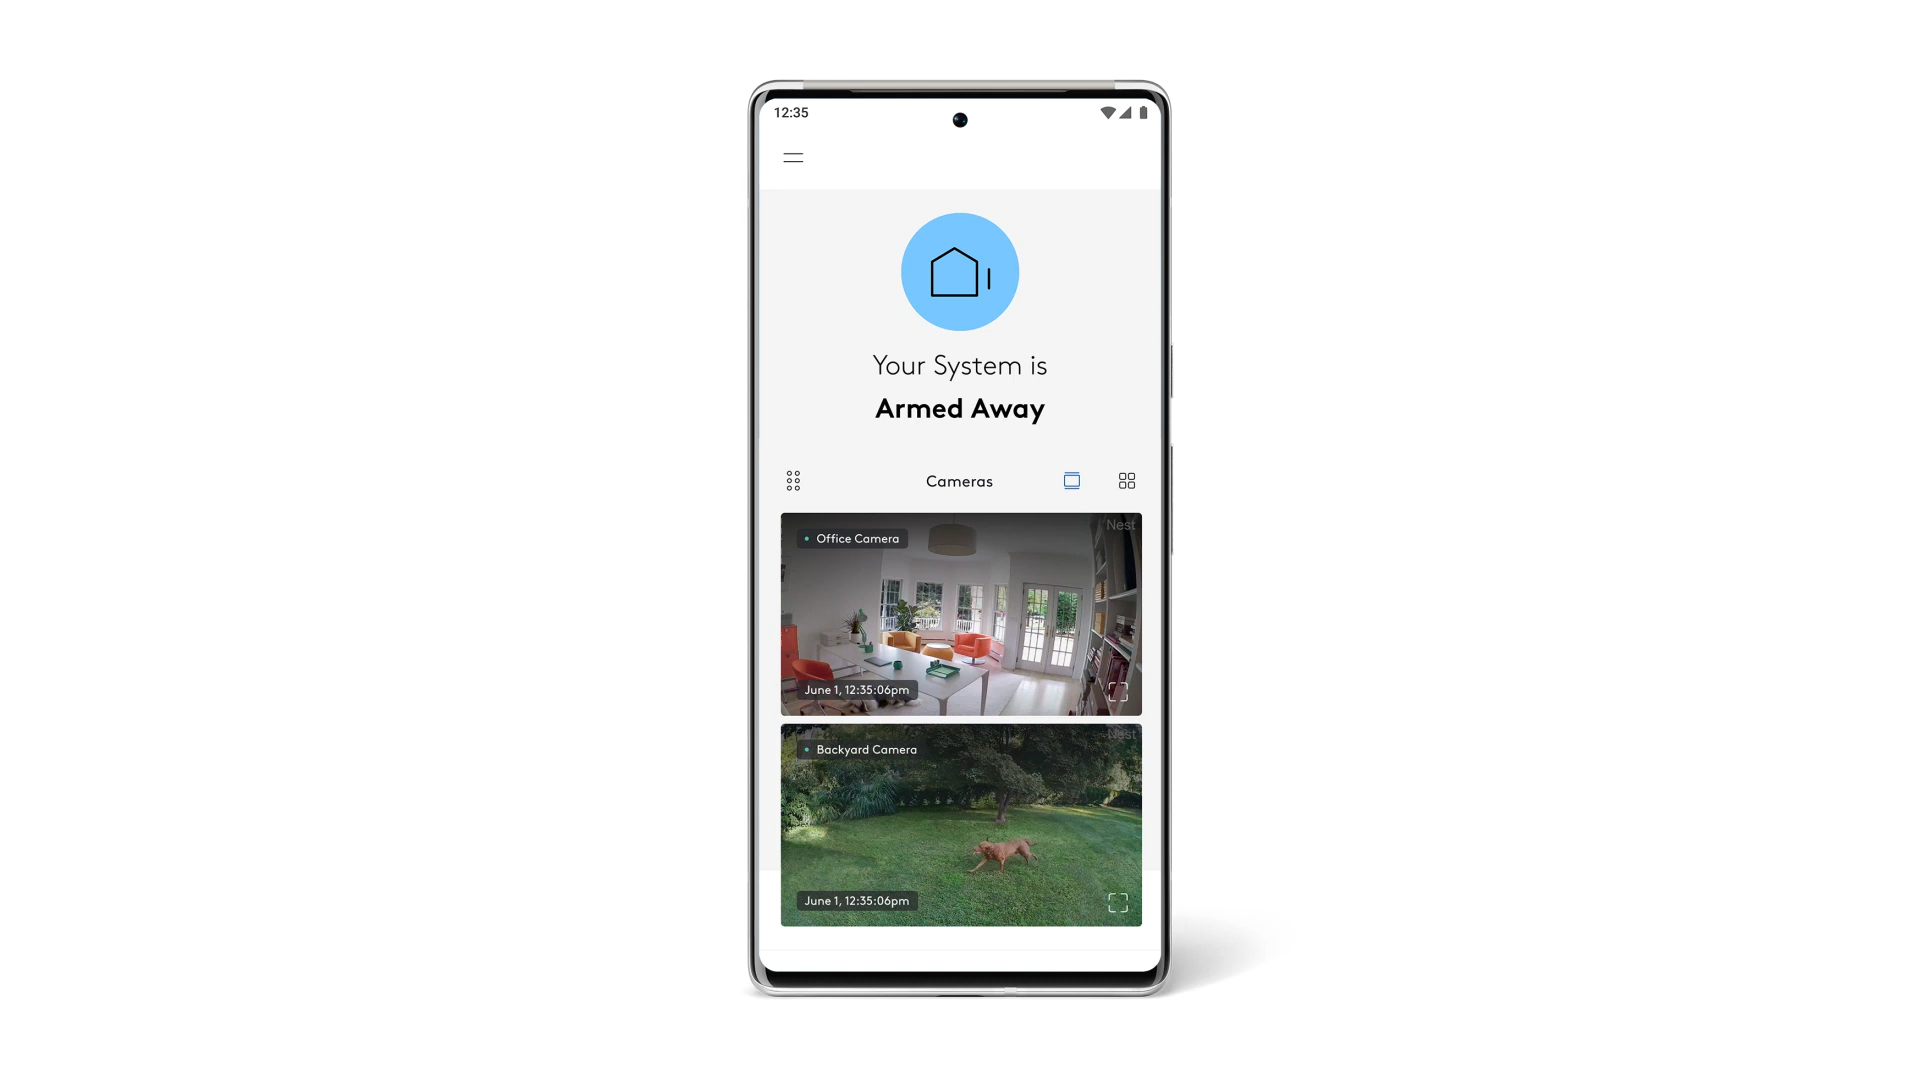 12:35
Your System is
Armed Away
Cameras
Nest
Office Camera
June 1, 12:35:06pm
Nest
Backyard Camera
June 1, 12:35:06pm